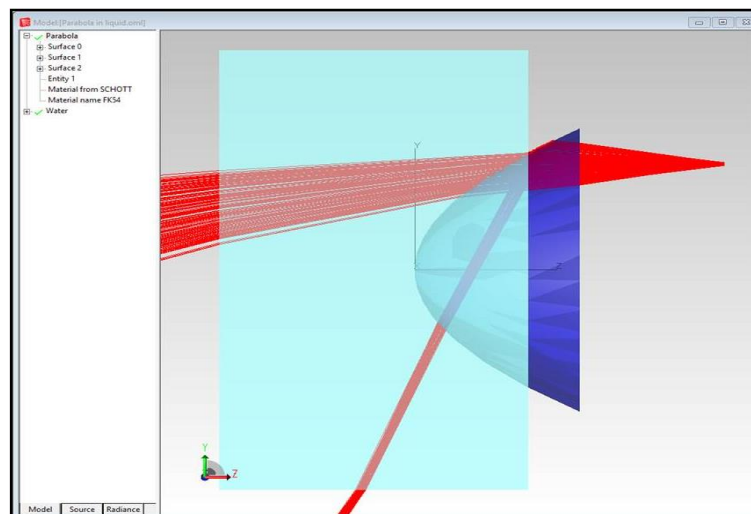 Model:[Parabola in liquid.oml]
Parabola
Surface 0
Surface 1
Surface 2
Entity 1
Material from SCHOTT
Material name FK54
Water
Y
Z
Y
Z
Model Source Radiance